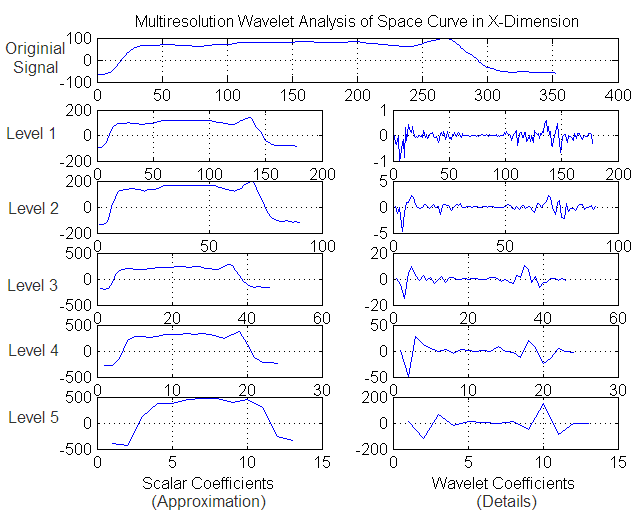 Multiresolution Wavelet Analysis of Space Curve in X-Dimension
Originial
Signal
100
0
-100
0 50 100 150 200 250 300 350 400
Level 1
200
0
-200
0 50 100 150 200
1
0
-1
0 50 100 150 200
Level 2
200
0
-200
0 50 100
5
0
-5
0 50 100
Level 3
500
0
-500
0 20 40 60
20
0
-20
0 20 40 60
Level 4
500
0
-500
0 10 20 30
50
0
-50
0 10 20 30
Level 5
500
0
-500
0 5 10 15
200
0
-200
0 5 10 15
Scalar Coefficients
(Approximation)
Wavelet Coefficients
(Details)